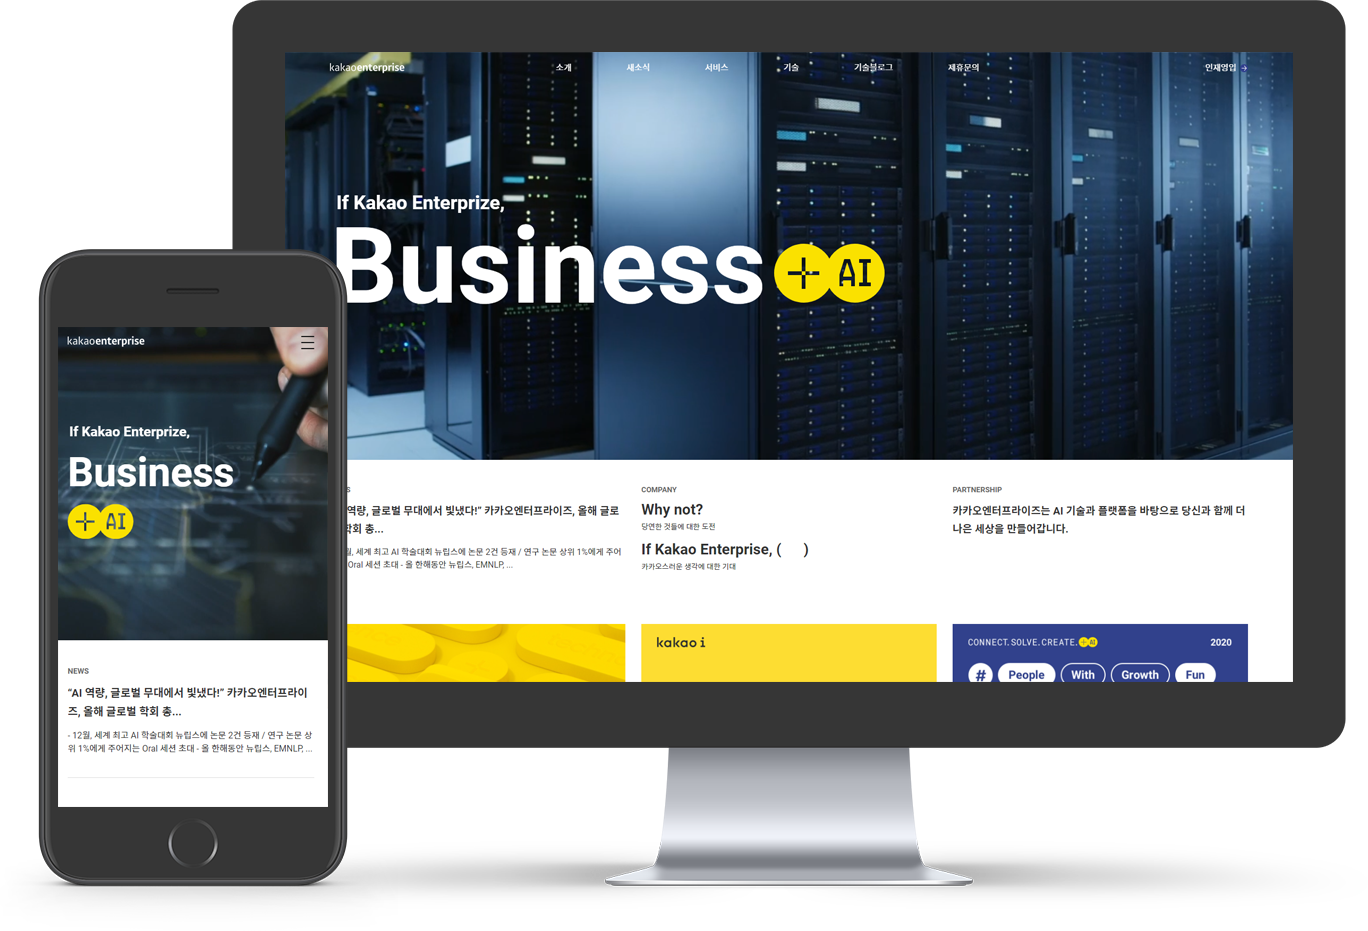 kakaoenterprise
소개
새소식
서비스
기술
기술블로그
제휴문의
인재영입 →
If Kakao Enterprize,
Business + AI
S
역량, 글로벌 무대에서 빛냈다!” 카카오엔터프라이즈, 올해 글로
학회 총...
월, 세계 최고 AI 학술대회 뉴립스에 논문 2건 등재 / 연구 논문 상위 1%에게 주어
Oral 세션 초대 - 올 한해동안 뉴립스, EMNLP, ...
COMPANY
Why not?
당연한 것들에 대한 도전
If Kakao Enterprise, ( )
카카오스러운 생각에 대한 기대
PARTNERSHIP
카카오엔터프라이즈는 AI 기술과 플랫폼을 바탕으로 당신과 함께 더
나은 세상을 만들어갑니다.
kakao i
CONNECT. SOLVE. CREATE. + AI
2020
# People With Growth Fun
kakaoenterprise
If Kakao Enterprize,
Business
+ AI
NEWS
“AI 역량, 글로벌 무대에서 빛냈다!” 카카오엔터프라이
즈, 올해 글로벌 학회 총...
- 12월, 세계 최고 AI 학술대회 뉴립스에 논문 2건 등재 / 연구 논문 상
위 1%에게 주어지는 Oral 세션 초대 - 올 한해동안 뉴립스, EMNLP, ...